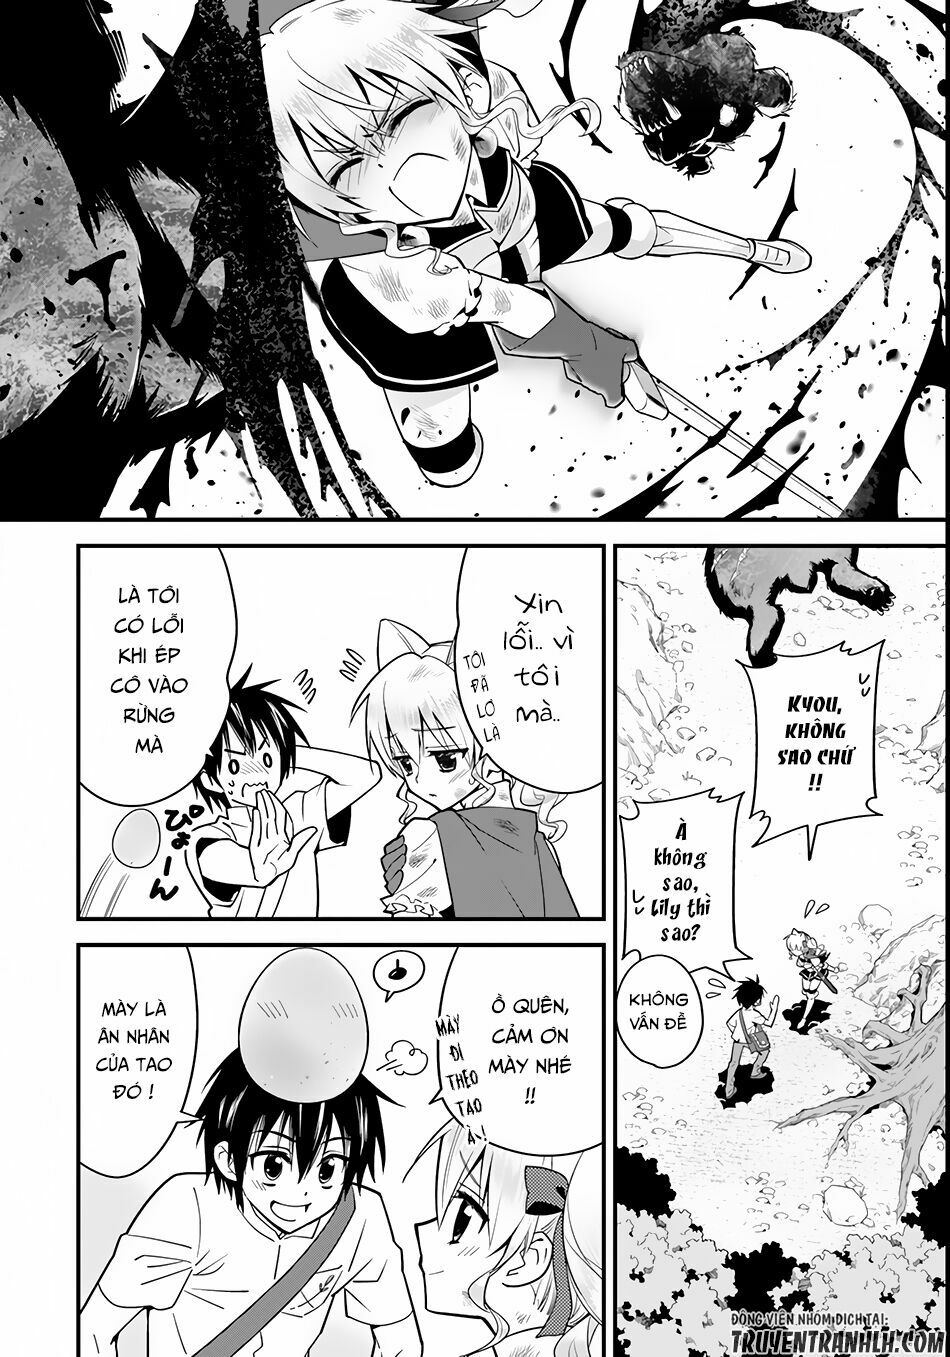 KYOU,
KHÔNG
SAO CHỨ
!!
À
không
sao,
Lily thì
sao?
KHÔNG
VẤN ĐỀ
Xin
lỗi.. vì
tôi
mà..
TÔI
ĐÃ
LƠ
LÀ
LÀ TÔI
CÓ LỖI
KHI ÉP
CÔ VÀO
RỪNG
MÀ
ぴょーん
Ồ QUÊN,
CẢM ƠN
MÀY NHÉ
!!
MÀY
ĐI
THEO
TAO
À!
MÀY LÀ
ÂN NHÂN
CỦA TAO
ĐÓ !
ĐỘNG VIÊN NHÓM DỊCH TẠI:
TRUYENTRANHLH.COM